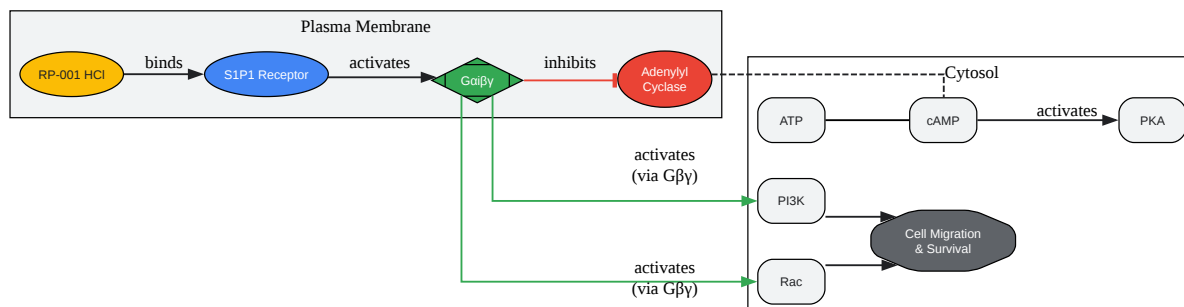 Plasma Membrane
RP-001 HCl
binds
S1P1 Receptor
activates
Gαiβγ
inhibits
Adenylyl
Cyclase
Cytosol
ATP
cAMP
activates
PKA
activates
(via Gβγ)
PI3K
Cell Migration
& Survival
activates
(via Gβγ)
Rac